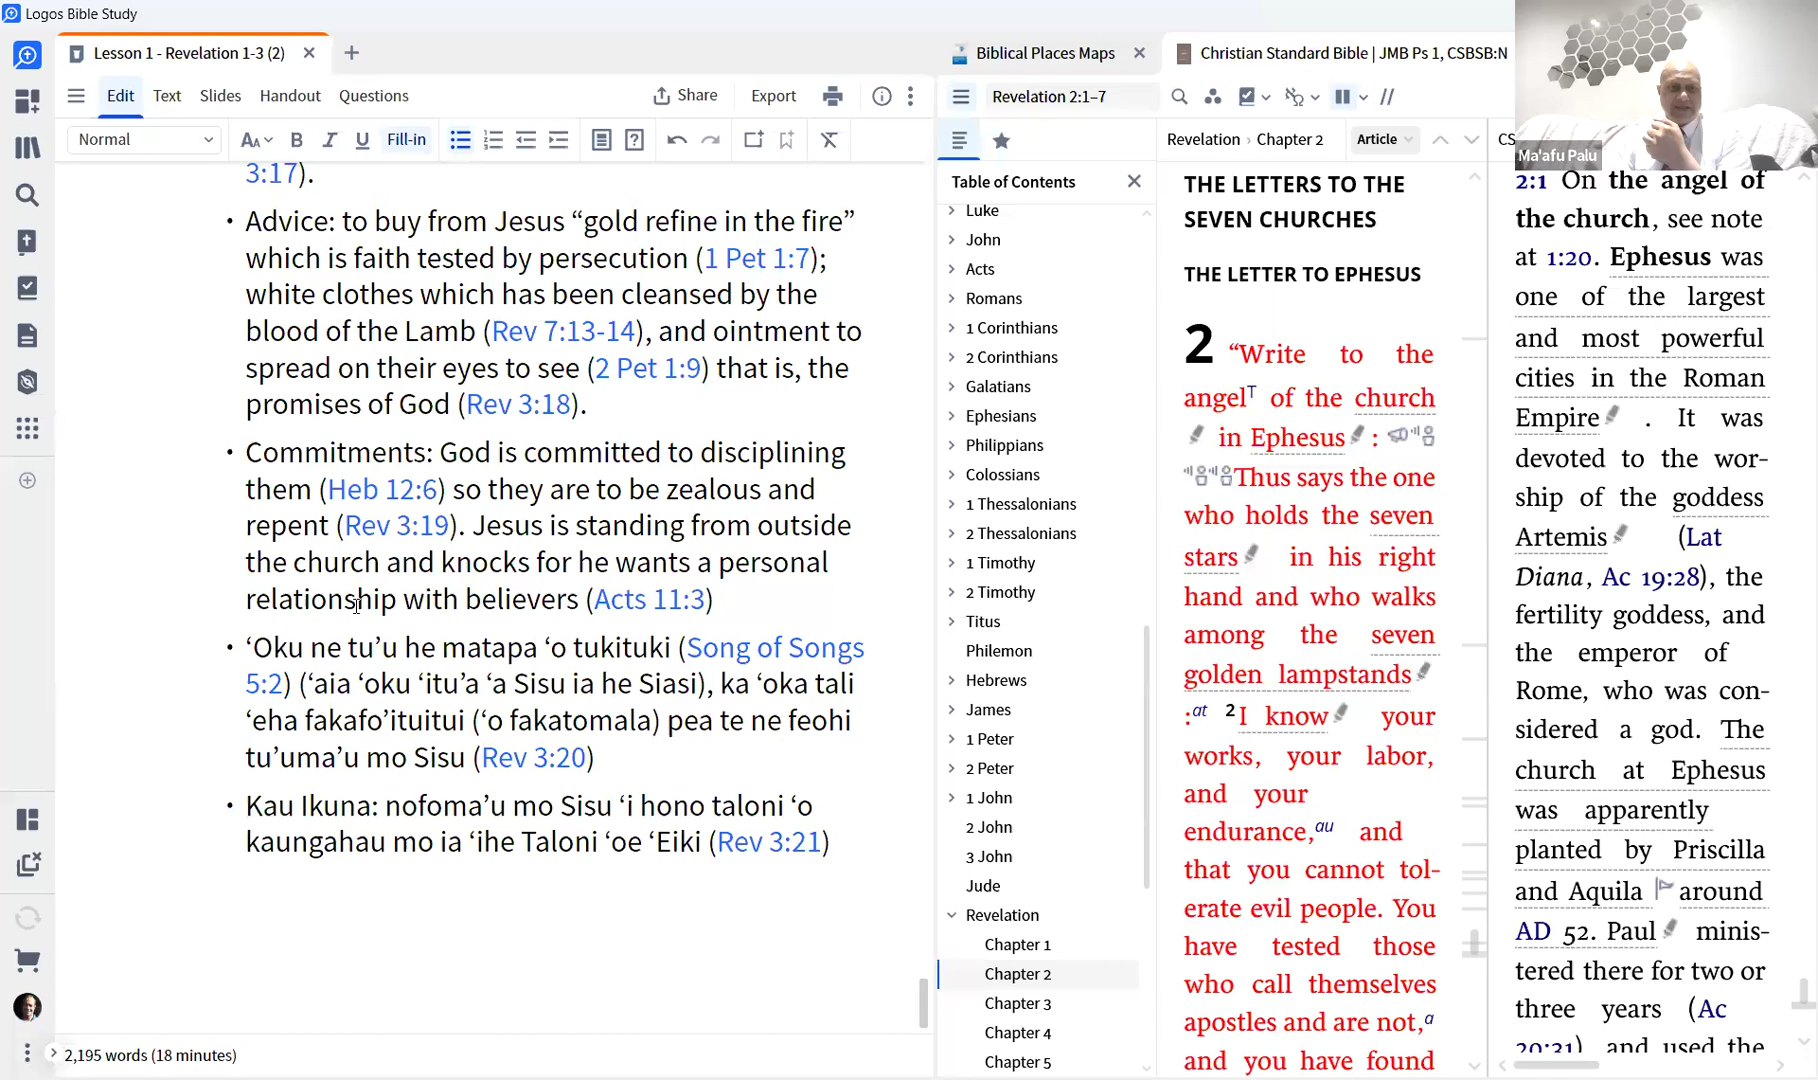 Logos Bible Study
Lesson 1 - Revelation 1-3 (2)
Edit Text Slides Handout Questions
Share Export
Normal
Fill-in
3:17).
• Advice: to buy from Jesus “gold refine in the fire”
which is faith tested by persecution (1 Pet 1:7);
white clothes which has been cleansed by the
blood of the Lamb (Rev 7:13-14), and ointment to
spread on their eyes to see (2 Pet 1:9) that is, the
promises of God (Rev 3:18).
• Commitments: God is committed to disciplining
them (Heb 12:6) so they are to be zealous and
repent (Rev 3:19). Jesus is standing from outside
the church and knocks for he wants a personal
relationship with believers (Acts 11:3)
• ‘Oku ne tu’u he matapa ‘o tukituki (Song of Songs
5:2) (‘aia ‘oku ‘itu’a ‘a Sisu ia he Siasi), ka ‘oka tali
‘eha fakafo’ituitui (‘o fakatomala) pea te ne feohi
tu’uma’u mo Sisu (Rev 3:20)
• Kau Ikuna: nofoma’u mo Sisu ‘i hono taloni ‘o
kaungahau mo ia ‘ihe Taloni ‘oe ‘Eiki (Rev 3:21)
2,195 words (18 minutes)
Biblical Places Maps
Christian Standard Bible | JMB Ps 1, CSBSB:N
Revelation 2:1–7
Table of Contents
Luke
John
Acts
Romans
1 Corinthians
2 Corinthians
Galatians
Ephesians
Philippians
Colossians
1 Thessalonians
2 Thessalonians
1 Timothy
2 Timothy
Titus
Philemon
Hebrews
James
1 Peter
2 Peter
1 John
2 John
3 John
Jude
Revelation
Chapter 1
Chapter 2
Chapter 3
Chapter 4
Chapter 5
Revelation › Chapter 2 Article
THE LETTERS TO THE
SEVEN CHURCHES
THE LETTER TO EPHESUS
2 “Write to the
angelT of the church
in Ephesus :
Thus says the one
who holds the seven
stars in his right
hand and who walks
among the seven
golden lampstands
:at 2 I know your
works, your labor,
and your
endurance,au and
that you cannot tol-
erate evil people. You
have tested those
who call themselves
apostles and are not,a
and you have found
CS
Ma'afu Palu
2:1 On the angel of
the church, see note
at 1:20. Ephesus was
one of the largest
and most powerful
cities in the Roman
Empire . It was
devoted to the wor-
ship of the goddess
Artemis (Lat
Diana, Ac 19:28), the
fertility goddess, and
the emperor of
Rome, who was con-
sidered a god. The
church at Ephesus
was apparently
planted by Priscilla
and Aquila around
AD 52. Paul minis-
tered there for two or
three years (Ac
20:31), and used the